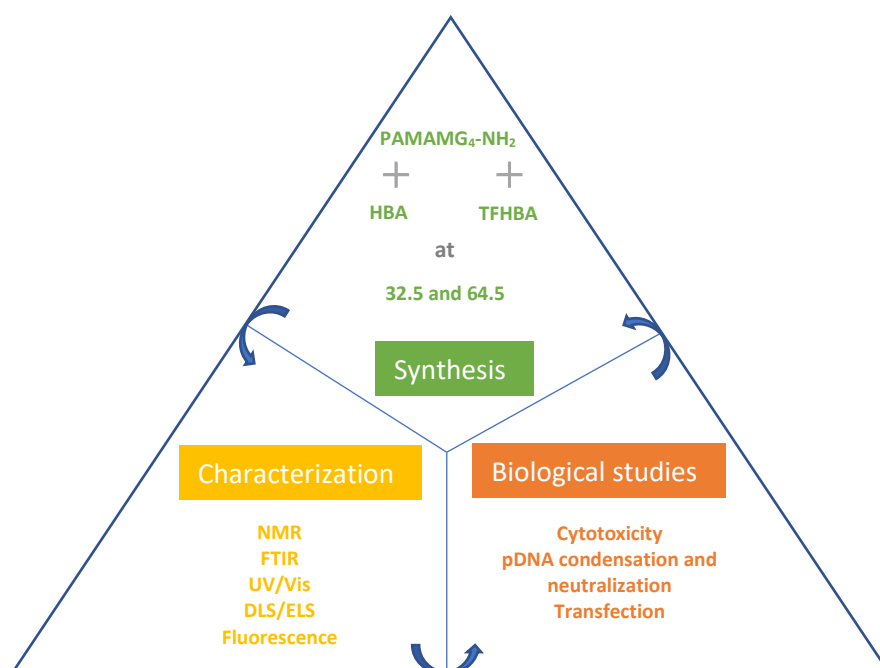 PAMAMG₄-NH₂
+ +
HBA TFHBA
at
32.5 and 64.5
Synthesis
Characterization
NMR
FTIR
UV/Vis
DLS/ELS
Fluorescence
Biological studies
Cytotoxicity
pDNA condensation and
neutralization
Transfection